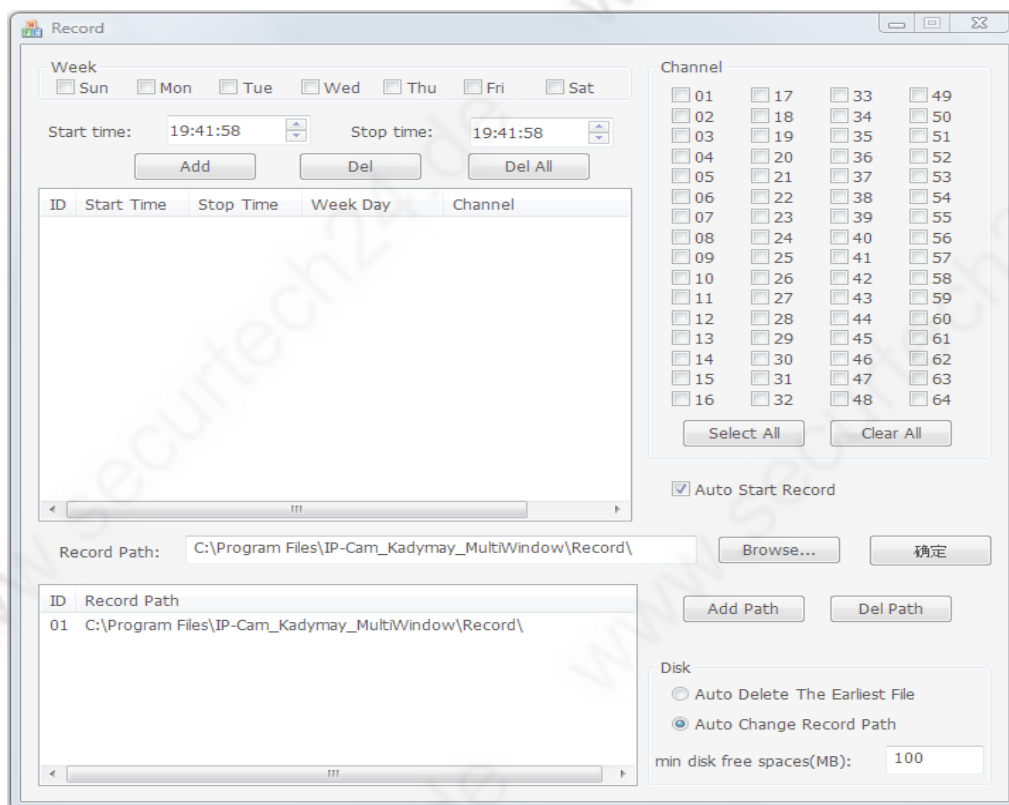 Record
Week
Sun Mon Tue Wed Thu Fri Sat
Start time: 19:41:58 Stop time: 19:41:58
Add Del Del All
ID Start Time Stop Time Week Day Channel
Channel
01 17 33 49
02 18 34 50
03 19 35 51
04 20 36 52
05 21 37 53
06 22 38 54
07 23 39 55
08 24 40 56
09 25 41 57
10 26 42 58
11 27 43 59
12 28 44 60
13 29 45 61
14 30 46 62
15 31 47 63
16 32 48 64
Select All Clear All
Auto Start Record
Record Path: C:\Program Files\IP-Cam_Kadymay_MultiWindow\Record\ Browse... 确定
ID Record Path
01 C:\Program Files\IP-Cam_Kadymay_MultiWindow\Record\
Add Path Del Path
Disk
Auto Delete The Earliest File
Auto Change Record Path
min disk free spaces(MB): 100
www.securtech24.de